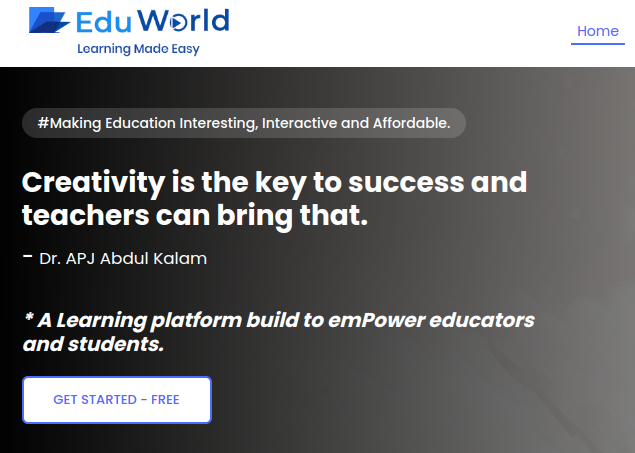 Edu World
Learning Made Easy
Home
#Making Education Interesting, Interactive and Affordable.
Creativity is the key to success and
teachers can bring that.
– Dr. APJ Abdul Kalam
* A Learning platform build to emPower educators
and students.
GET STARTED - FREE